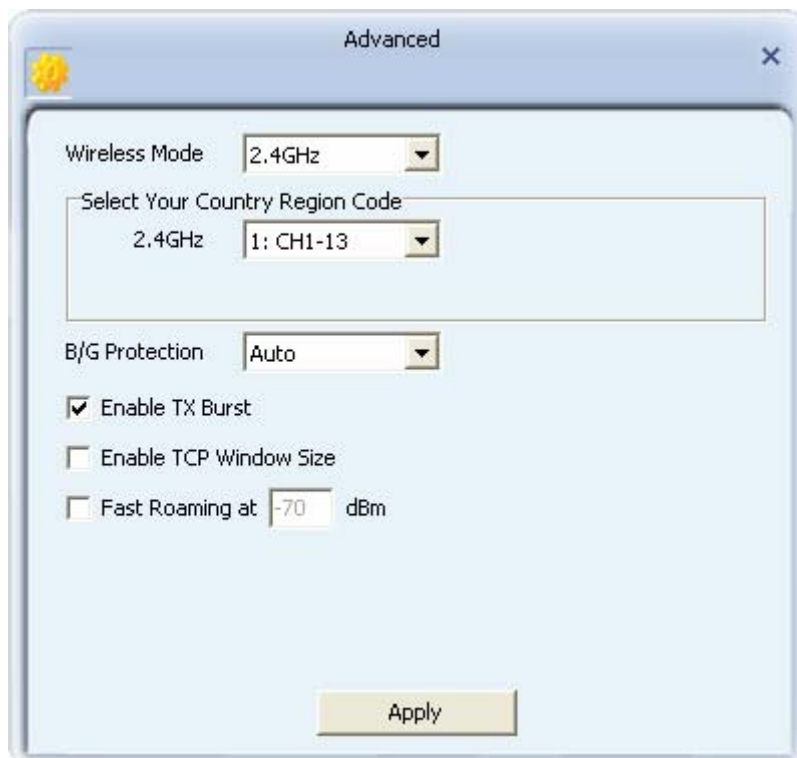 Advanced
Wireless Mode 2.4GHz
Select Your Country Region Code
2.4GHz 1: CH1-13
B/G Protection Auto
Enable TX Burst
Enable TCP Window Size
Fast Roaming at -70 dBm
Apply